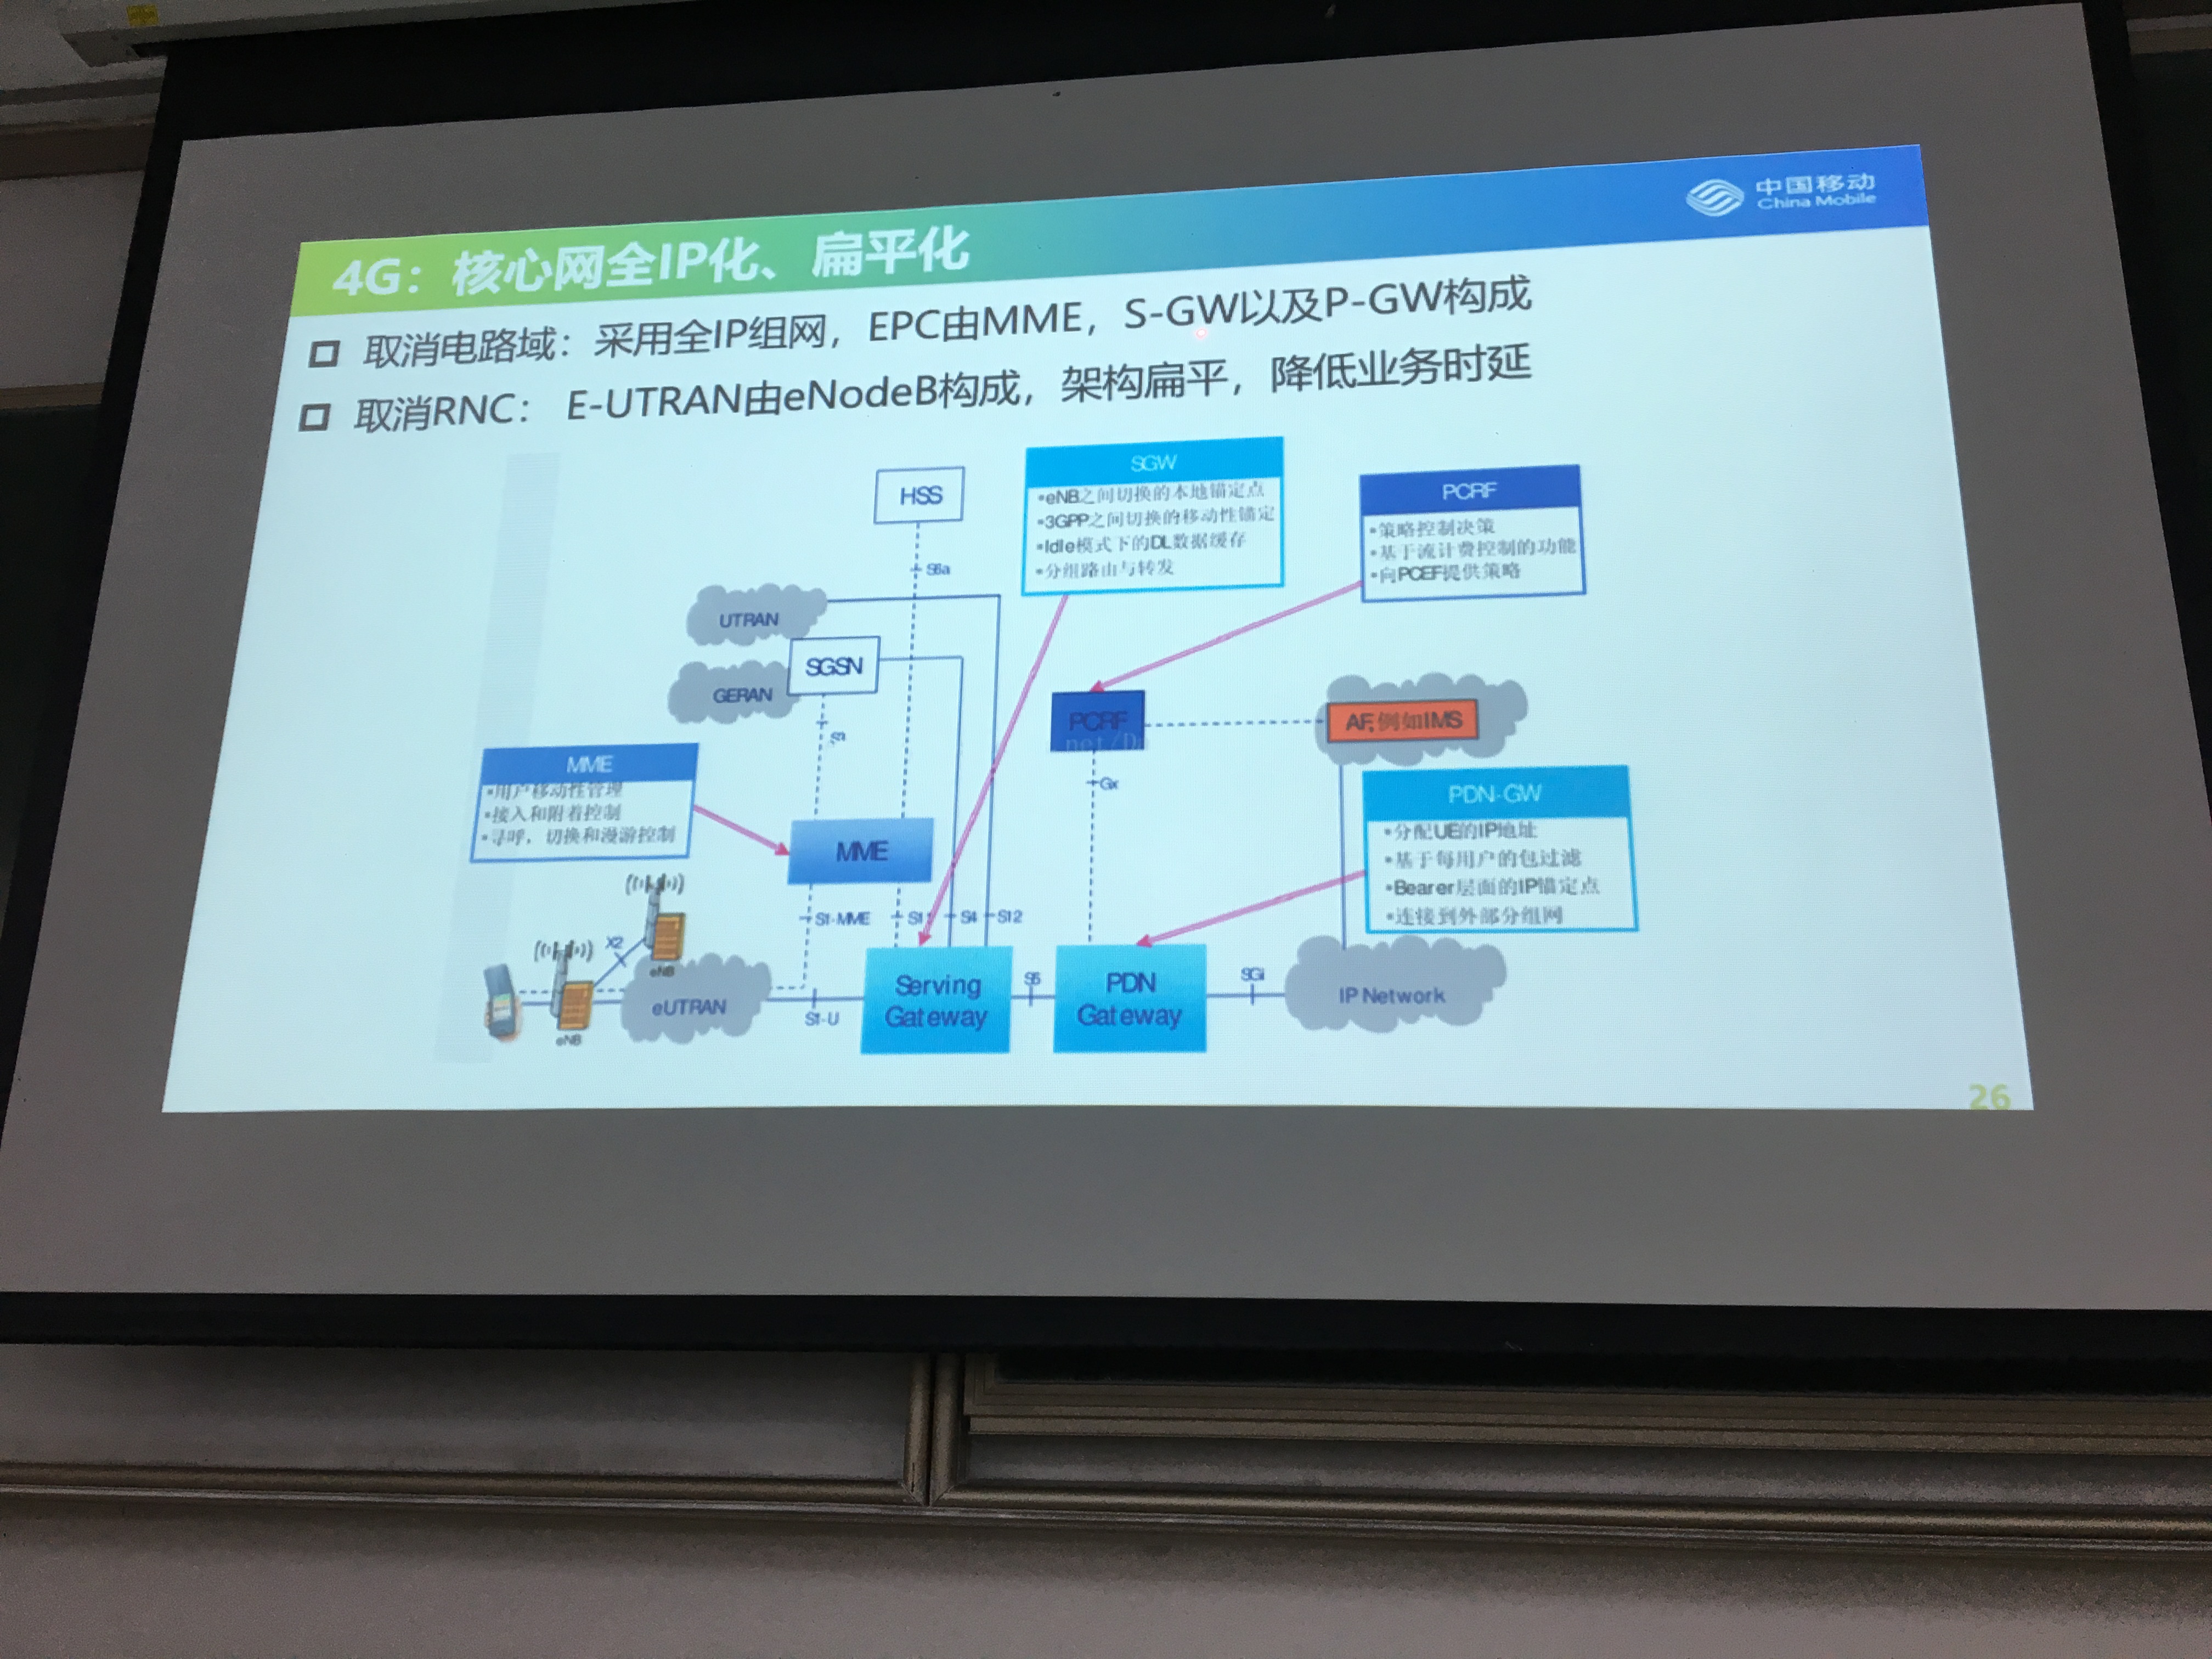 中国移动
China Mobile
4G：核心网全IP化、扁平化
取消电路域：采用全IP组网，EPC由MME，S-GW以及P-GW构成
取消RNC： E-UTRAN由eNodeB构成，架构扁平，降低业务时延
HSS
S6a
SGW
•eNB之间切换的本地锚定点
•3GPP之间切换的移动性锚定
•Idle模式下的DL数据缓存
•分组路由与转发
PCRF
•策略控制决策
•基于流计费控制的功能
•向PCEF提供策略
UTRAN
SGSN
GERAN
S3
PCRF
AF,例如IMS
Gx
MME
•用户移动性管理
•接入和附着控制
•寻呼，切换和漫游控制
MME
PDN-GW
•分配UE的IP地址
•基于每用户的包过滤
•Bearer层面的IP锚定点
•连接到外部分组网
S1-MME
S4
S12
X2
eNB
eNB
eUTRAN
S1-U
Serving
Gateway
S5
PDN
Gateway
SGi
IP Network
26